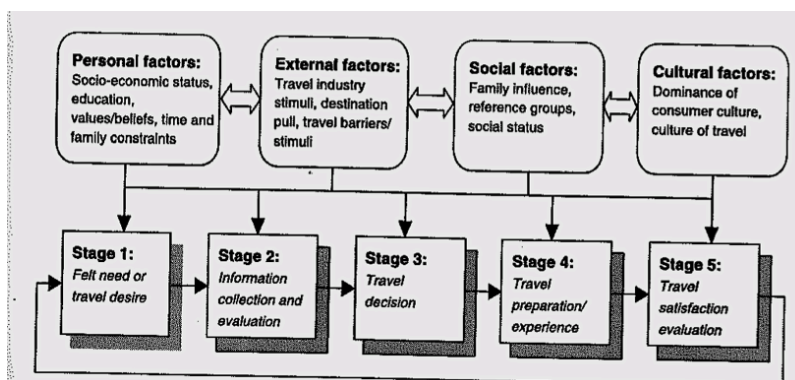 Personal factors:
Socio-economic status,
education,
values/beliefs, time and
family constraints
External factors:
Travel industry
stimuli, destination
pull, travel barriers/
stimuli
Social factors:
Family influence,
reference groups,
social status
Cultural factors:
Dominance of
consumer culture,
culture of travel
Stage 1:
Felt need or
travel desire
Stage 2:
Information
collection and
evaluation
Stage 3:
Travel
decision
Stage 4:
Travel
preparation/
experience
Stage 5:
Travel
satisfaction
evaluation